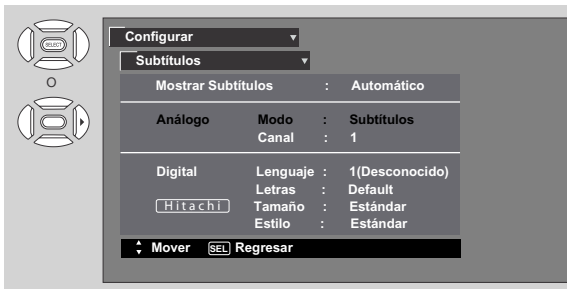 SELECT
O
Configurar
Subtítulos
Mostrar Subtítulos : Automático
Análogo Modo : Subtítulos
Canal : 1
Digital Lenguaje : 1(Desconocido)
Letras : Default
Hitachi Tamaño : Estándar
Estilo : Estándar
Mover SEL Regresar